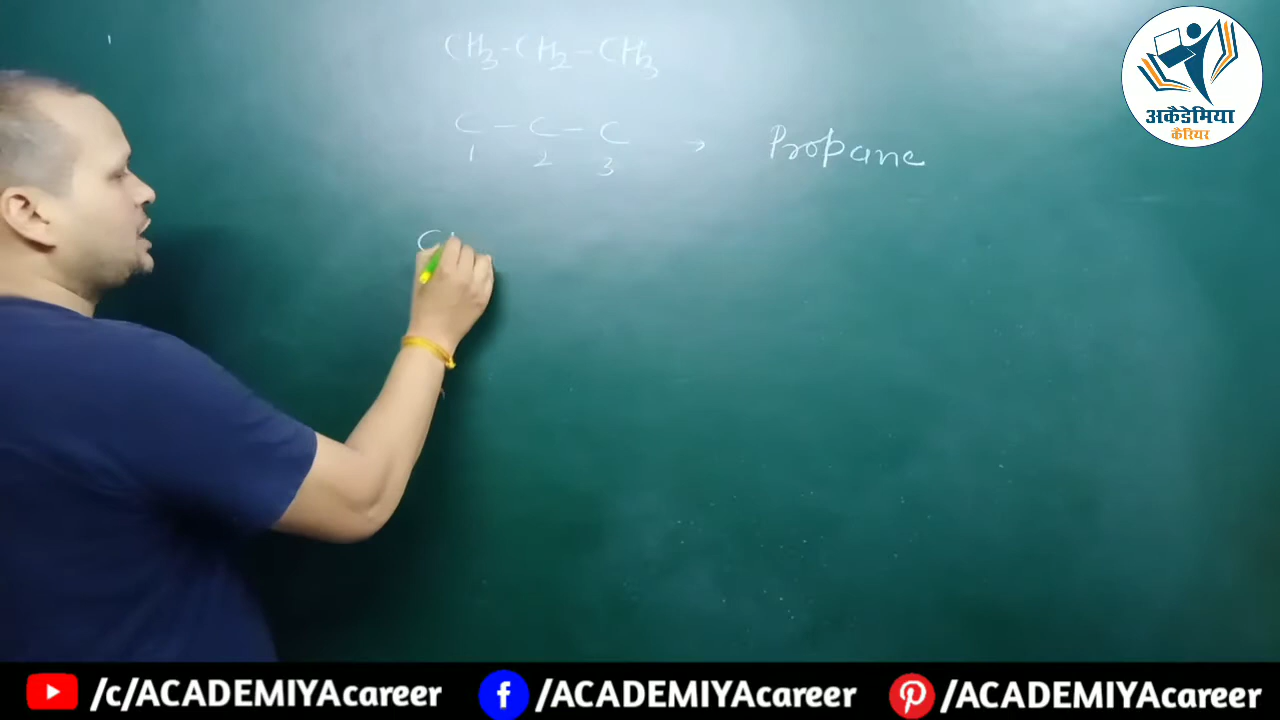 CH3-CH2-CH3
C-C-C → Propane
1 2 3
C
अकैडेमिया
कैरियर
/c/ACADEMIYAcareer /ACADEMIYAcareer /ACADEMIYAcareer